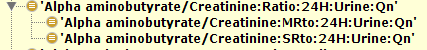 'Alpha aminobutyrate/Creatinine:Ratio:24H:Urine:Qn'
'Alpha aminobutyrate/Creatinine:MRto:24H:Urine:Qn'
'Alpha aminobutyrate/Creatinine:SRto:24H:Urine:Qn'